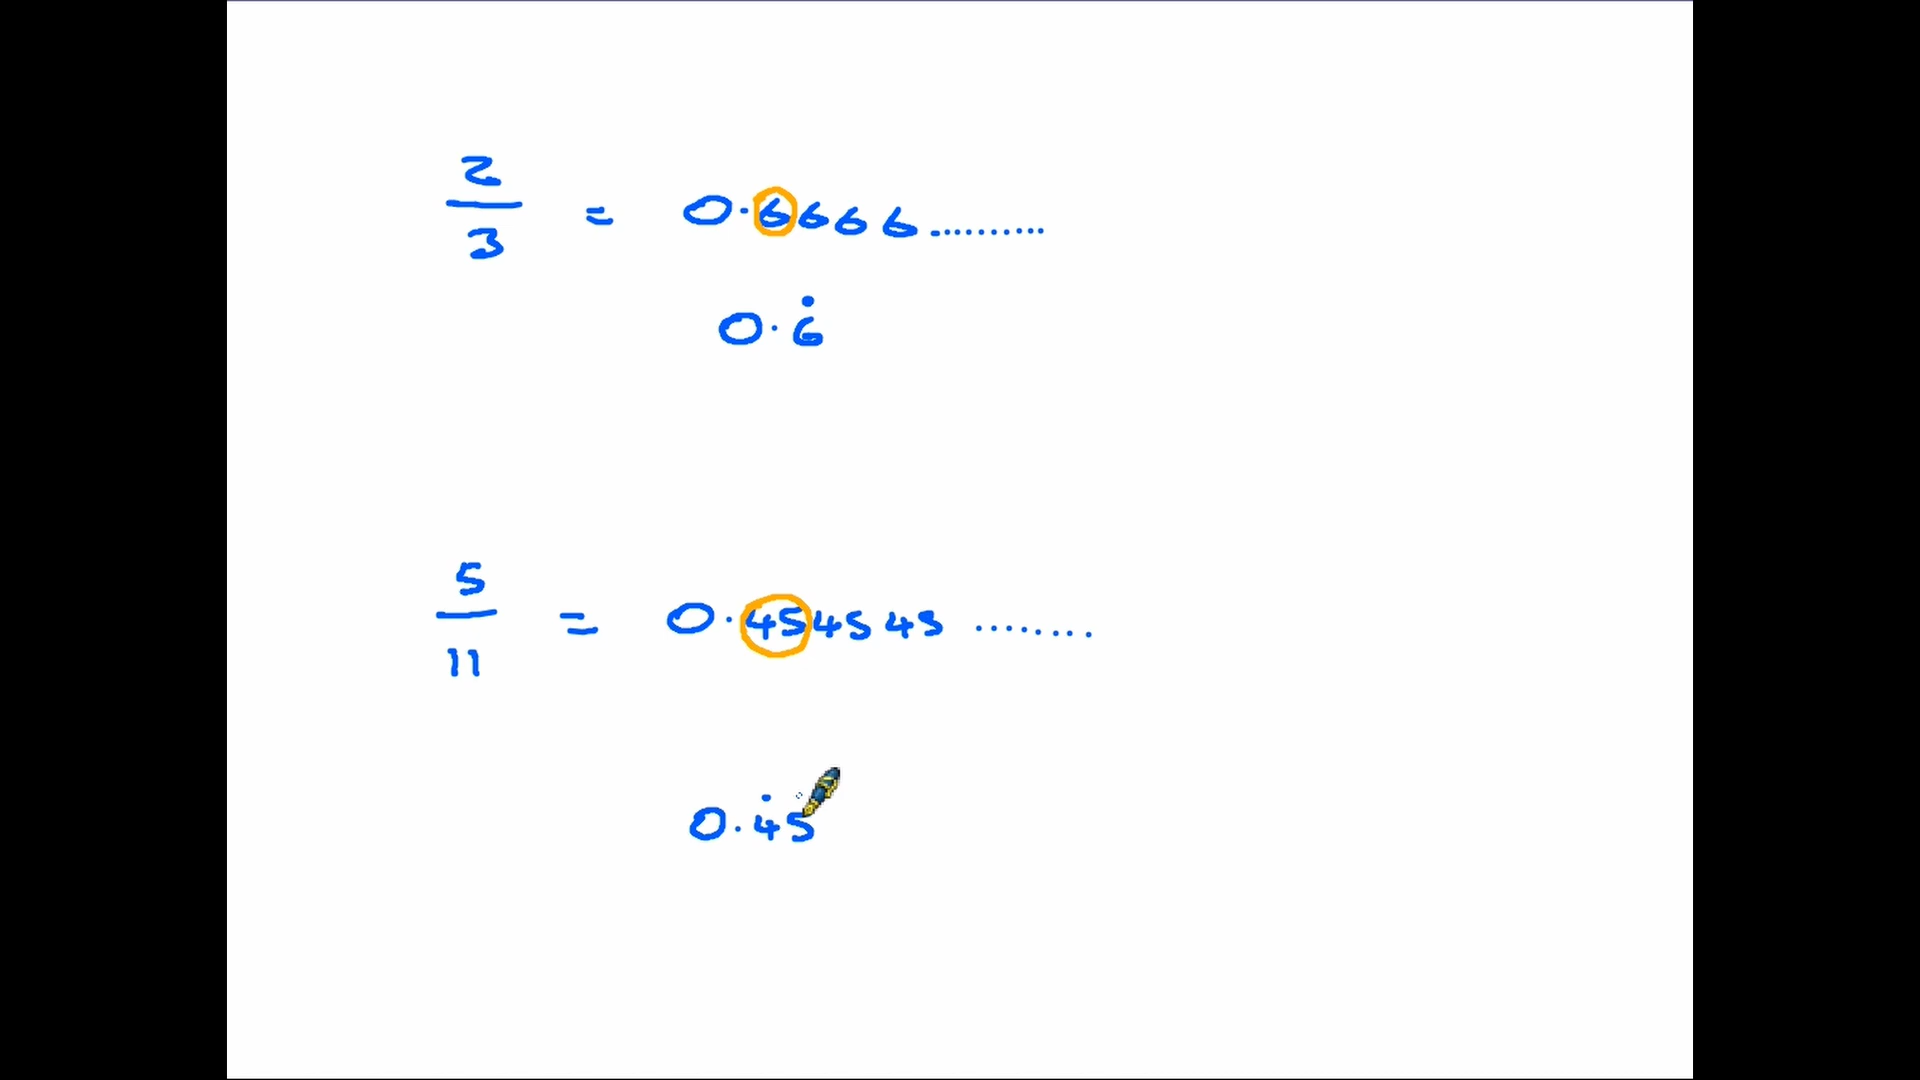 2/3 = 0.6666..........
0.6̇
5/11 = 0.454545 ........
0.4̇5